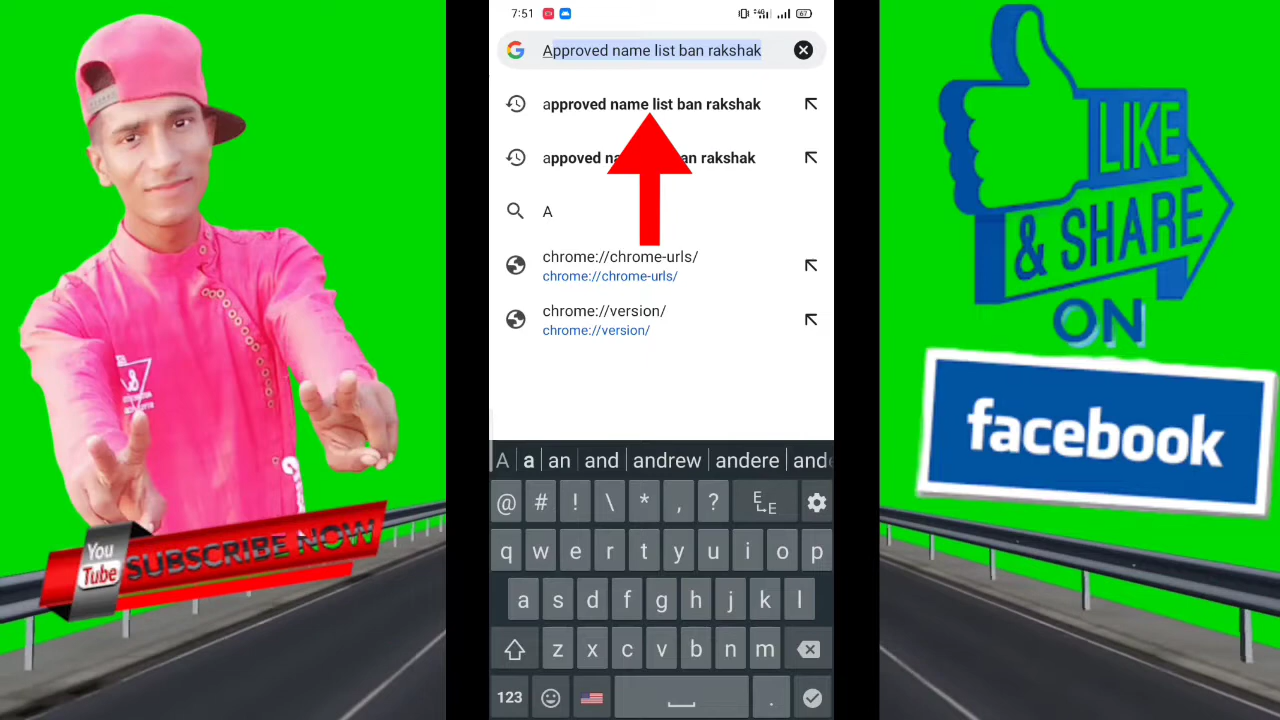 7:51
67
Approved name list ban rakshak
approved name list ban rakshak
appoved na an rakshak
A
chrome://chrome-urls/
chrome://chrome-urls/
chrome://version/
chrome://version/
A a an and andrew andere and
@ # ! \ * , ?
q w e r t y u i o p
a s d f g h j k l
z x c v b n m
123 .
You
Tube
SUBSCRIBE NOW
LIKE
& SHARE
ON
facebook